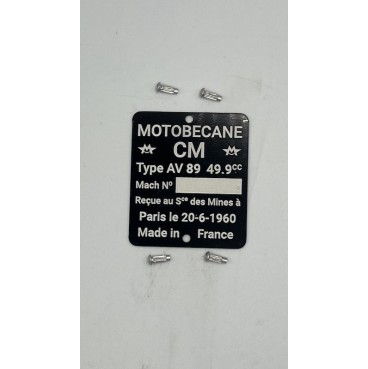 MOTOBECANE
CM
Type AV 89 49.9cc
Mach Nº
Reçue au Sce des Mines à
Paris le 20-6-1960
Made in France